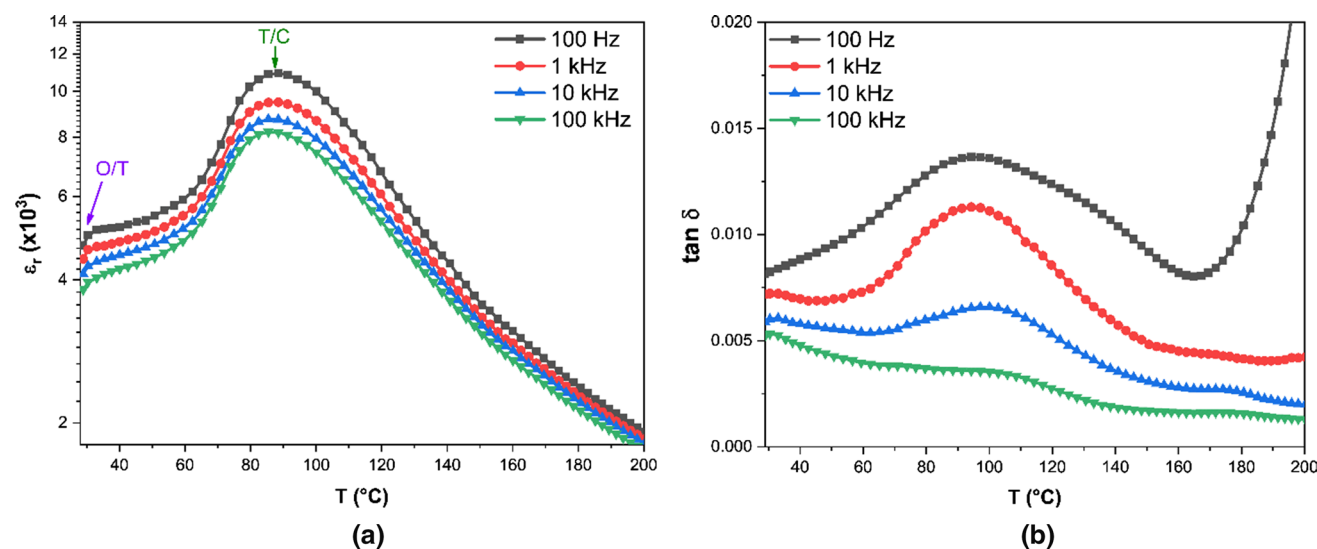 14
12
10
8
6
4
2
εr (x10³)
O/T
T/C
100 Hz
1 kHz
10 kHz
100 kHz
40 60 80 100 120 140 160 180 200
T (°C)
(a)
0.020
0.015
0.010
0.005
0.000
tan δ
100 Hz
1 kHz
10 kHz
100 kHz
40 60 80 100 120 140 160 180 200
T (°C)
(b)